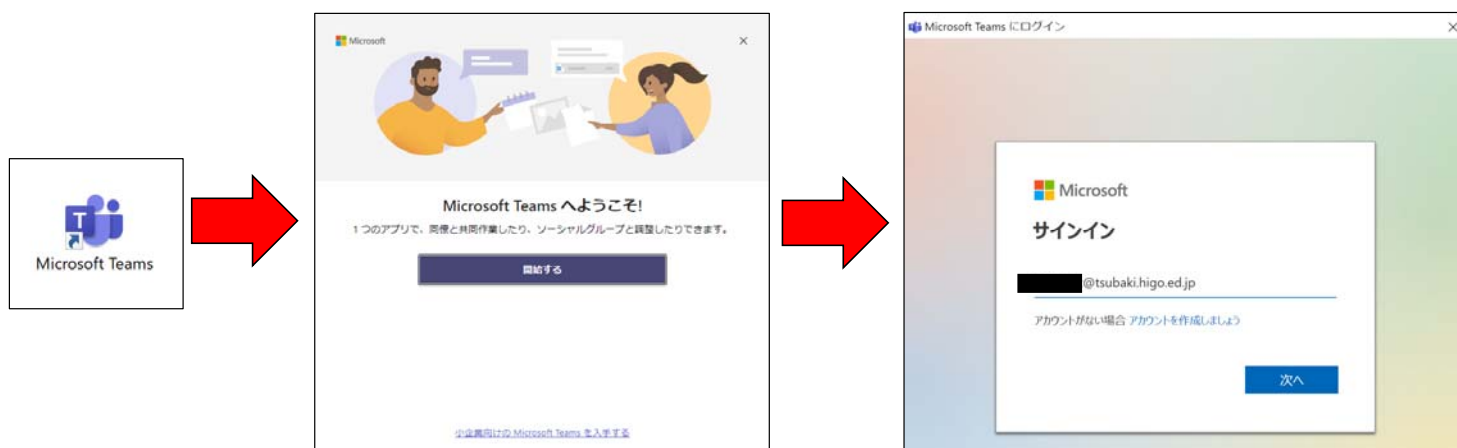 Microsoft Teams
Microsoft
Microsoft Teams へようこそ!
1 つのアプリで、同僚と共同作業したり、ソーシャルグループと調整したりできます。
開始する
小企業向けの Microsoft Teams を入手する
Microsoft Teams にログイン
Microsoft
サインイン
@tsubaki.higo.ed.jp
アカウントがない場合 アカウントを作成しましょう
次へ